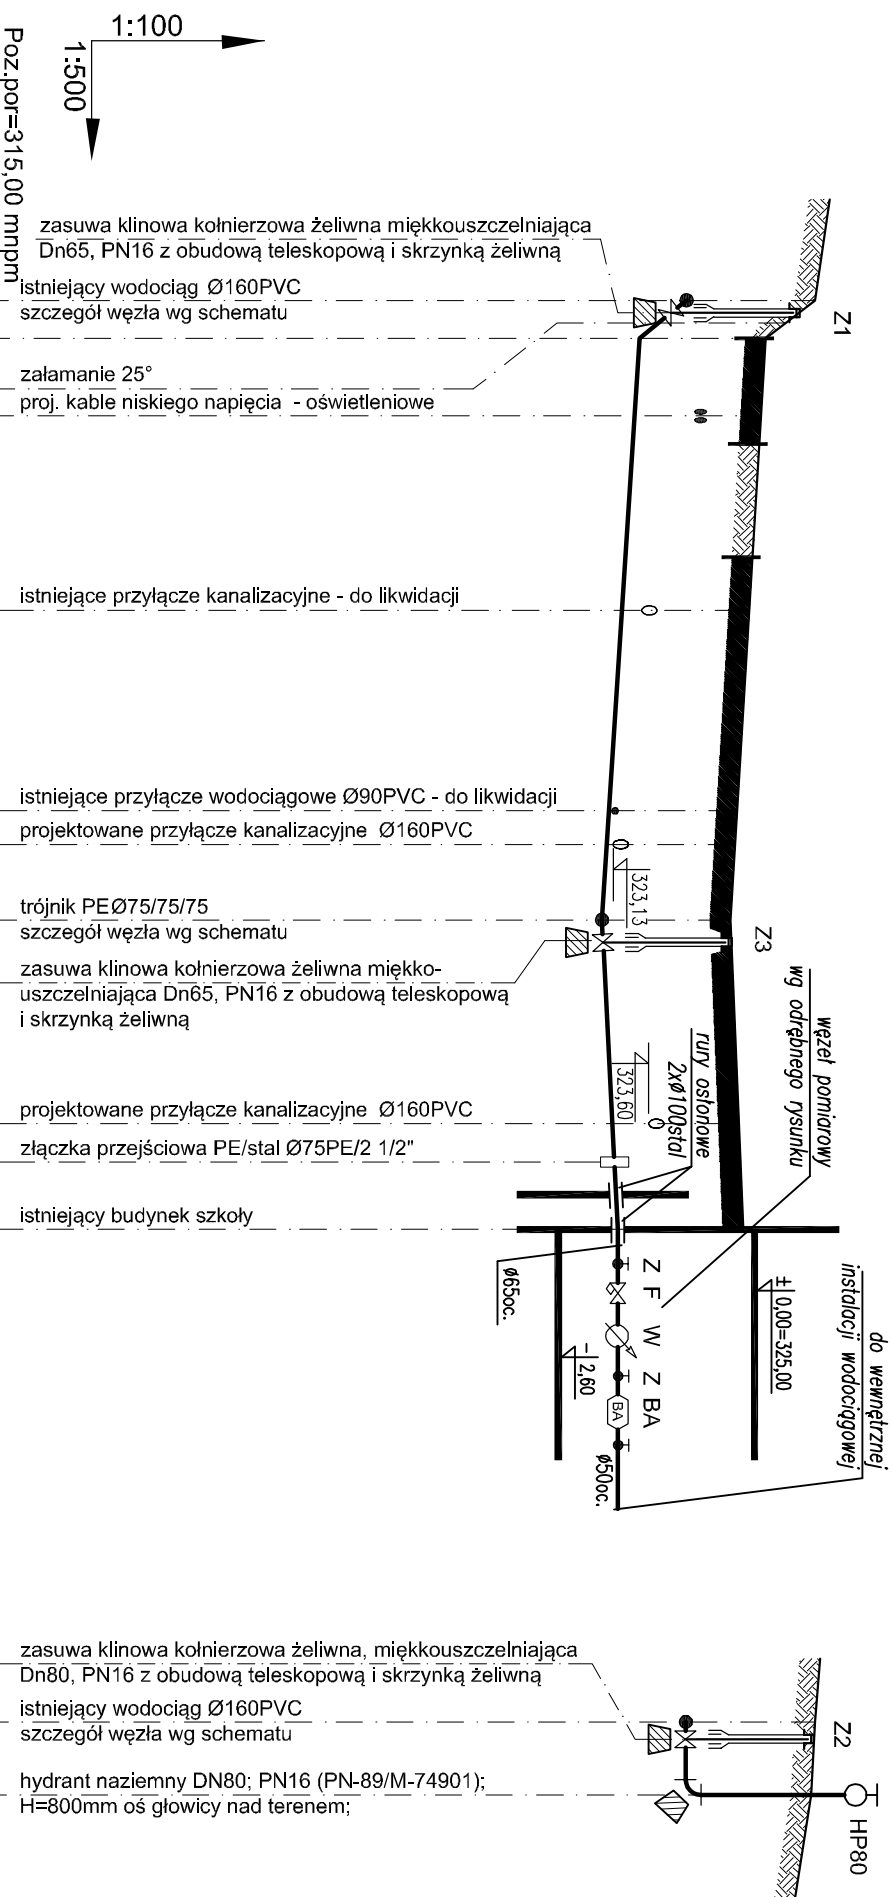 1:100
1:500
Poz.por=315,00 mnpm
zasuwa klinowa kołnierzowa żeliwna miękkouszczelniająca
Dn65, PN16 z obudową teleskopową i skrzynką żeliwną
istniejący wodociąg Ø160PVC
szczegół węzła wg schematu
Z1
załamanie 25°
proj. kable niskiego napięcia - oświetleniowe
istniejące przyłącze kanalizacyjne - do likwidacji
istniejące przyłącze wodociągowe Ø90PVC - do likwidacji
projektowane przyłącze kanalizacyjne Ø160PVC
323,13
trójnik PEØ75/75/75
szczegół węzła wg schematu
Z3
zasuwa klinowa kołnierzowa żeliwna miękko-
uszczelniająca Dn65, PN16 z obudową teleskopową
i skrzynką żeliwną
węzeł pomiarowy
wg odrębnego rysunku
rury osłonowe
2xø100stal
323,60
projektowane przyłącze kanalizacyjne Ø160PVC
złączka przejściowa PE/stal Ø75PE/2 1/2"
istniejący budynek szkoły
ø65oc.
Z F W Z BA
BA
±0,00=325,00
-2,60
ø50oc.
do wewnętrznej
instalacji wodociągowej
zasuwa klinowa kołnierzowa żeliwna, miękkouszczelniająca
Dn80, PN16 z obudową teleskopową i skrzynką żeliwną
istniejący wodociąg Ø160PVC
szczegół węzła wg schematu
Z2
hydrant naziemny DN80; PN16 (PN-89/M-74901);
H=800mm oś głowicy nad terenem;
HP80